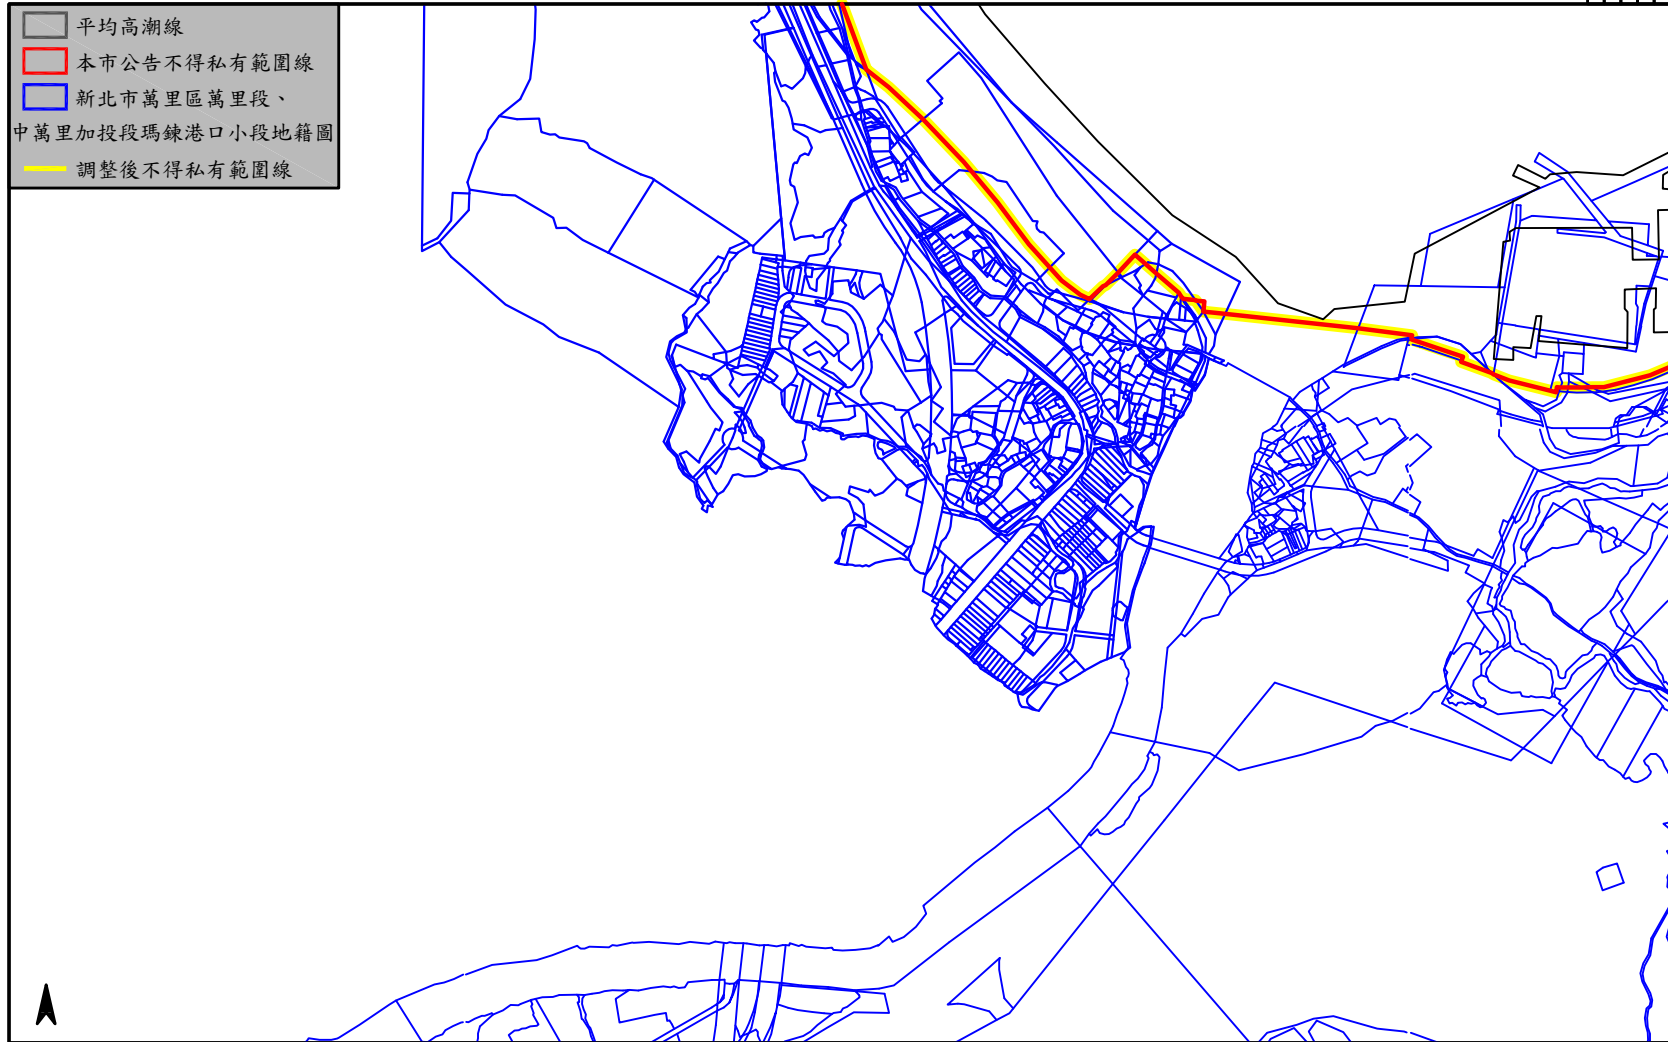 平均高潮線
本市公告不得私有範圍線
新北市萬里區萬里段、
中萬里加投段瑪鋉港口小段地籍圖
調整後不得私有範圍線